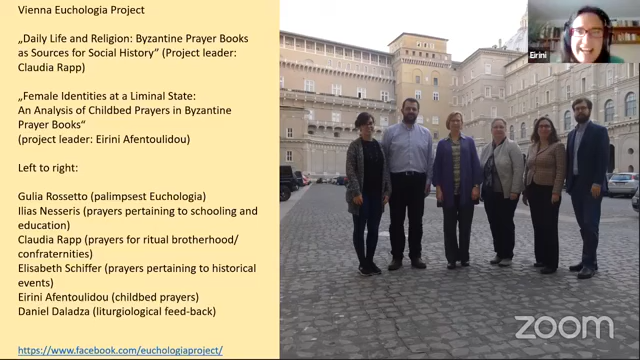 Vienna Euchologia Project
„Daily Life and Religion: Byzantine Prayer Books
as Sources for Social History” (Project leader:
Claudia Rapp)
„Female Identities at a Liminal State:
An Analysis of Childbed Prayers in Byzantine
Prayer Books“
(project leader: Eirini Afentoulidou)
Left to right:
Gulia Rossetto (palimpsest Euchologia)
Ilias Nesseris (prayers pertaining to schooling and
education)
Claudia Rapp (prayers for ritual brotherhood/
confraternities)
Elisabeth Schiffer (prayers pertaining to historical
events)
Eirini Afentoulidou (childbed prayers)
Daniel Daladza (liturgiological feed-back)
https://www.facebook.com/euchologiaproject/
Eirini
zoom